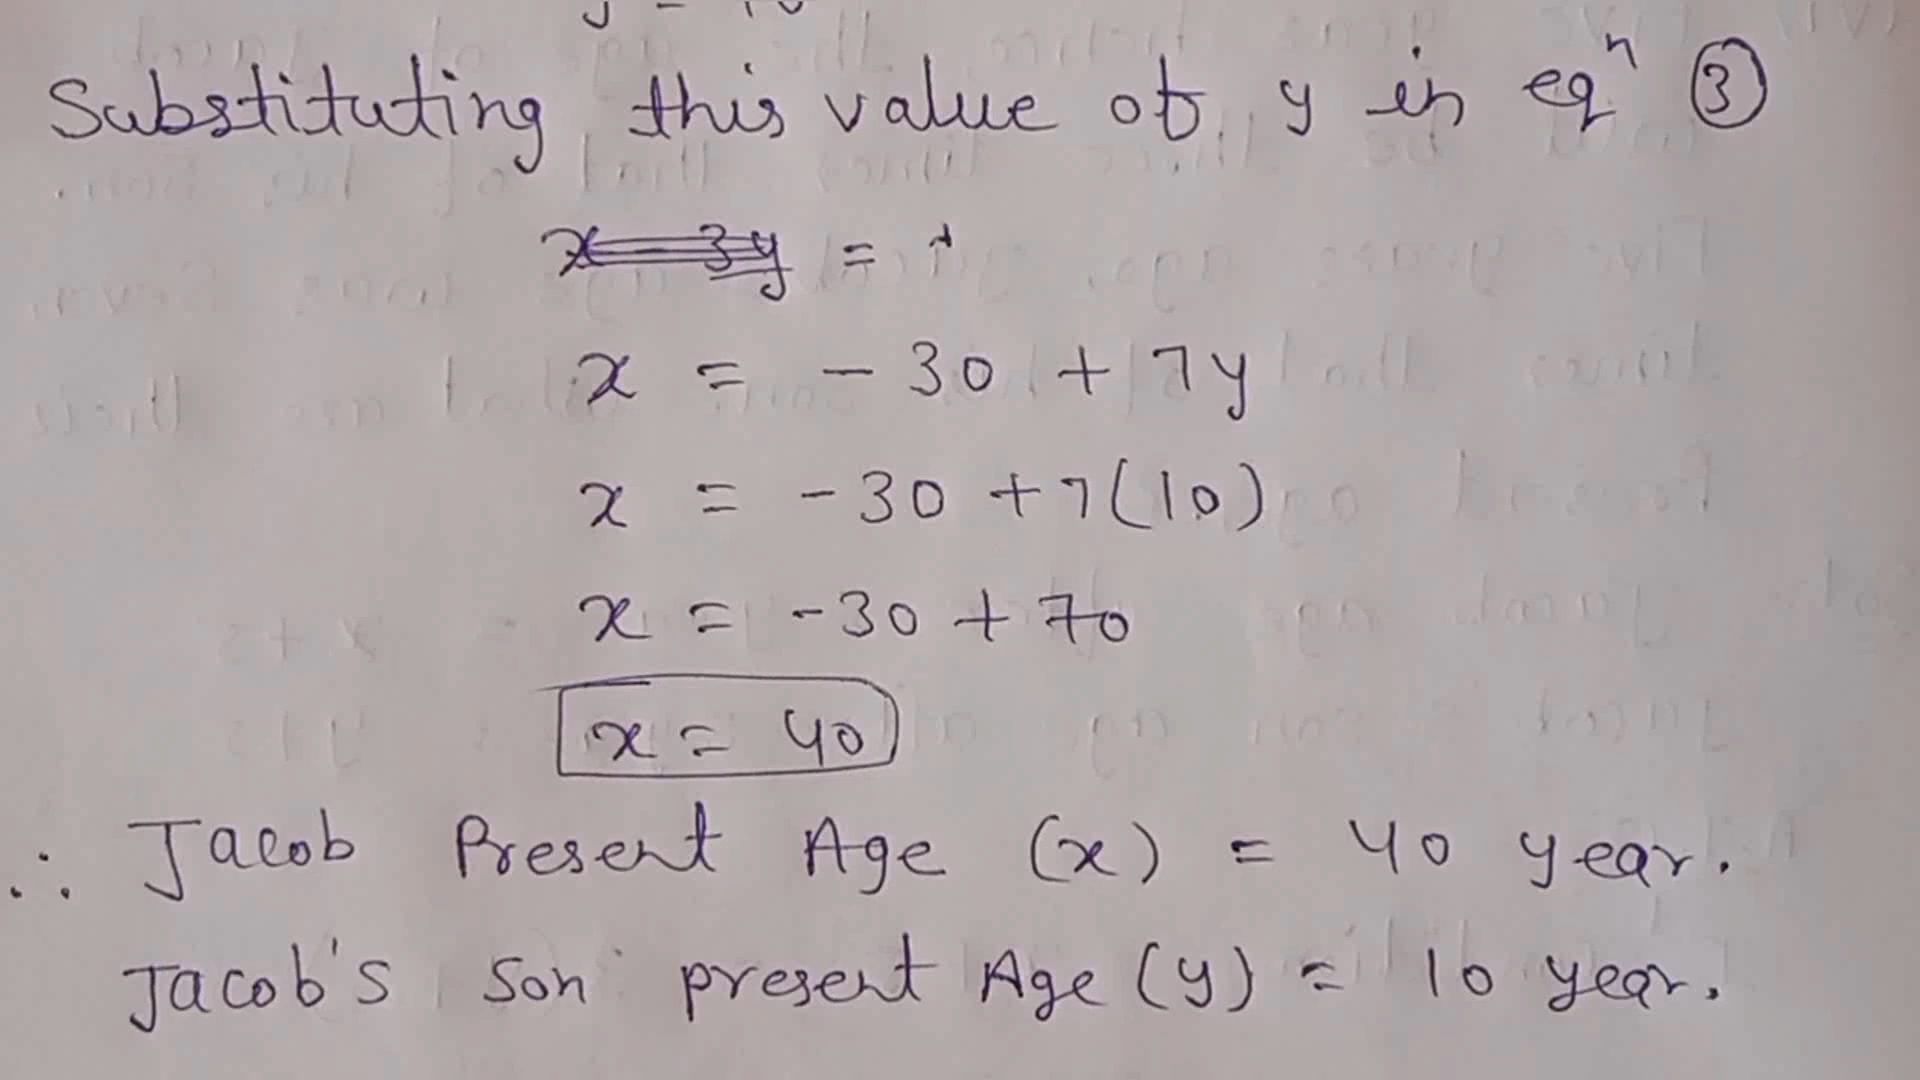 Substituting this value of y in eqⁿ ③
x 3y =
x = - 30 + 7y
x = - 30 + 7(10)
x = - 30 + 70
x = 40
∴ Jacob Present Age (x) = 40 year.
Jacob's son present Age (y) = 10 year.